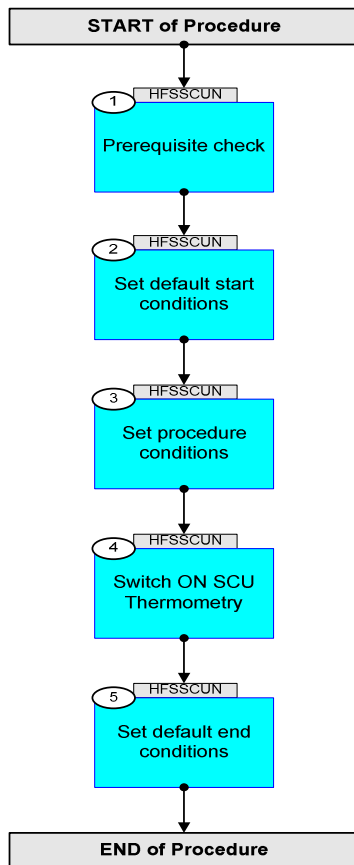 START of Procedure
HFSSCUN
1
Prerequisite check
HFSSCUN
2
Set default start
conditions
HFSSCUN
3
Set procedure
conditions
HFSSCUN
4
Switch ON SCU
Thermometry
HFSSCUN
5
Set default end
conditions
END of Procedure